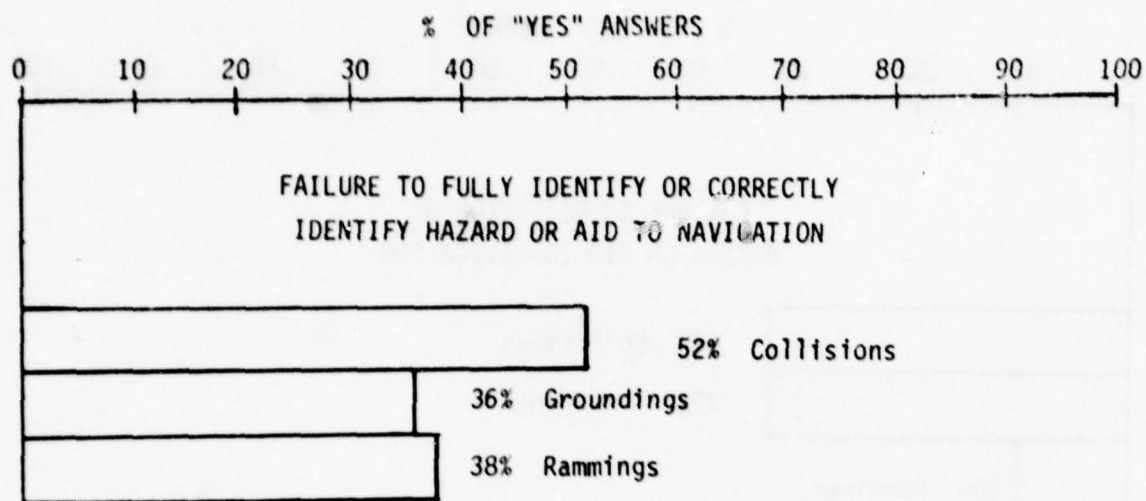 % OF "YES" ANSWERS
0 10 20 30 40 50 60 70 80 90 100
FAILURE TO FULLY IDENTIFY OR CORRECTLY
IDENTIFY HAZARD OR AID TO NAVIGATION
52% Collisions
36% Groundings
38% Rammings